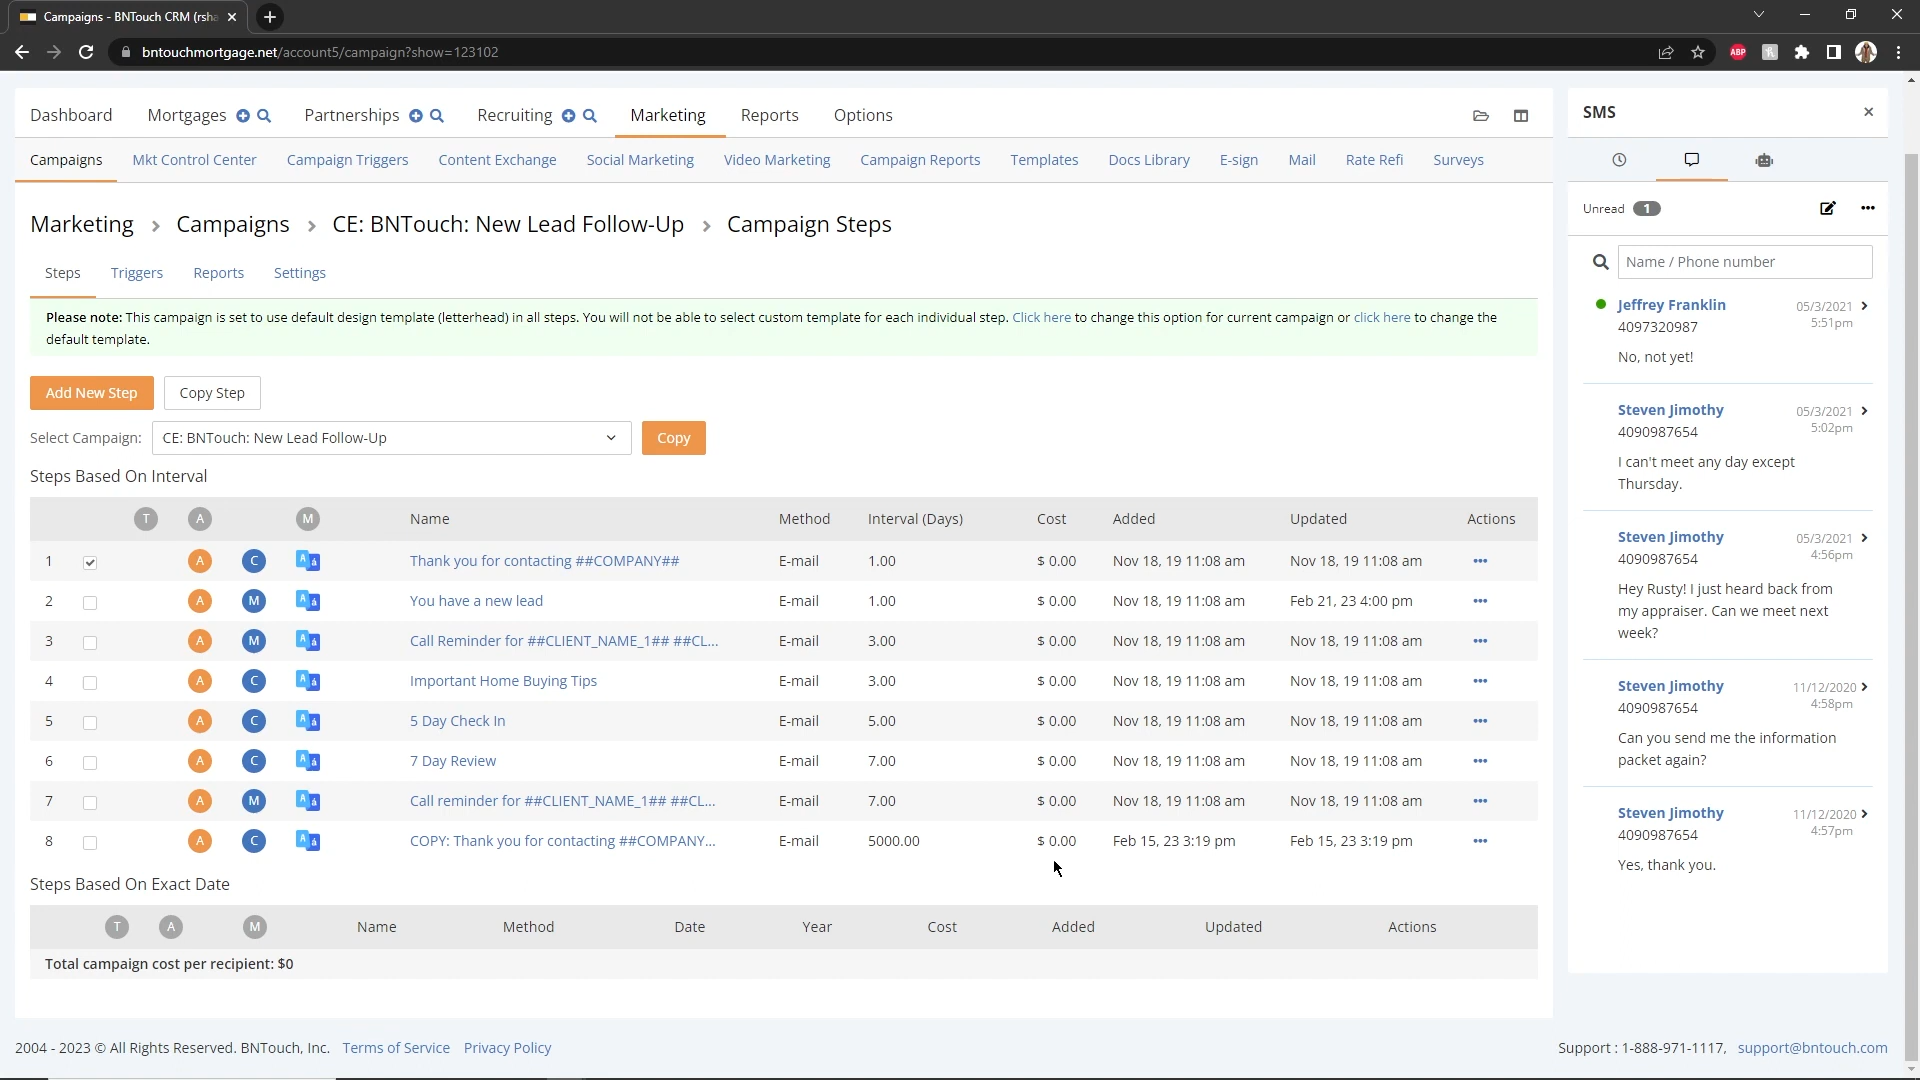 Campaigns - BNTouch CRM (rsha
bntouchmortgage.net/account5/campaign?show=123102
ABP
Dashboard Mortgages Partnerships Recruiting Marketing Reports Options
Campaigns Mkt Control Center Campaign Triggers Content Exchange Social Marketing Video Marketing Campaign Reports Templates Docs Library E-sign Mail Rate Refi Surveys
Marketing > Campaigns > CE: BNTouch: New Lead Follow-Up > Campaign Steps
Steps Triggers Reports Settings
Please note: This campaign is set to use default design template (letterhead) in all steps. You will not be able to select custom template for each individual step. Click here to change this option for current campaign or click here to change the
default template.
Add New Step Copy Step
Select Campaign: CE: BNTouch: New Lead Follow-Up Copy
Steps Based On Interval
T A M Name Method Interval (Days) Cost Added Updated Actions
1 A C Thank you for contacting ##COMPANY## E-mail 1.00 $ 0.00 Nov 18, 19 11:08 am Nov 18, 19 11:08 am
2 A M You have a new lead E-mail 1.00 $ 0.00 Nov 18, 19 11:08 am Feb 21, 23 4:00 pm
3 A M Call Reminder for ##CLIENT_NAME_1## ##CL... E-mail 3.00 $ 0.00 Nov 18, 19 11:08 am Nov 18, 19 11:08 am
4 A C Important Home Buying Tips E-mail 3.00 $ 0.00 Nov 18, 19 11:08 am Nov 18, 19 11:08 am
5 A C 5 Day Check In E-mail 5.00 $ 0.00 Nov 18, 19 11:08 am Nov 18, 19 11:08 am
6 A C 7 Day Review E-mail 7.00 $ 0.00 Nov 18, 19 11:08 am Nov 18, 19 11:08 am
7 A M Call reminder for ##CLIENT_NAME_1## ##CL... E-mail 7.00 $ 0.00 Nov 18, 19 11:08 am Nov 18, 19 11:08 am
8 A C COPY: Thank you for contacting ##COMPANY... E-mail 5000.00 $ 0.00 Feb 15, 23 3:19 pm Feb 15, 23 3:19 pm
Steps Based On Exact Date
T A M Name Method Date Year Cost Added Updated Actions
Total campaign cost per recipient: $0
SMS
Unread 1
Name / Phone number
Jeffrey Franklin 05/3/2021
4097320987 5:51pm
No, not yet!
Steven Jimothy 05/3/2021
4090987654 5:02pm
I can't meet any day except
Thursday.
Steven Jimothy 05/3/2021
4090987654 4:56pm
Hey Rusty! I just heard back from
my appraiser. Can we meet next
week?
Steven Jimothy 11/12/2020
4090987654 4:58pm
Can you send me the information
packet again?
Steven Jimothy 11/12/2020
4090987654 4:57pm
Yes, thank you.
2004 - 2023 © All Rights Reserved. BNTouch, Inc. Terms of Service Privacy Policy
Support : 1-888-971-1117, support@bntouch.com